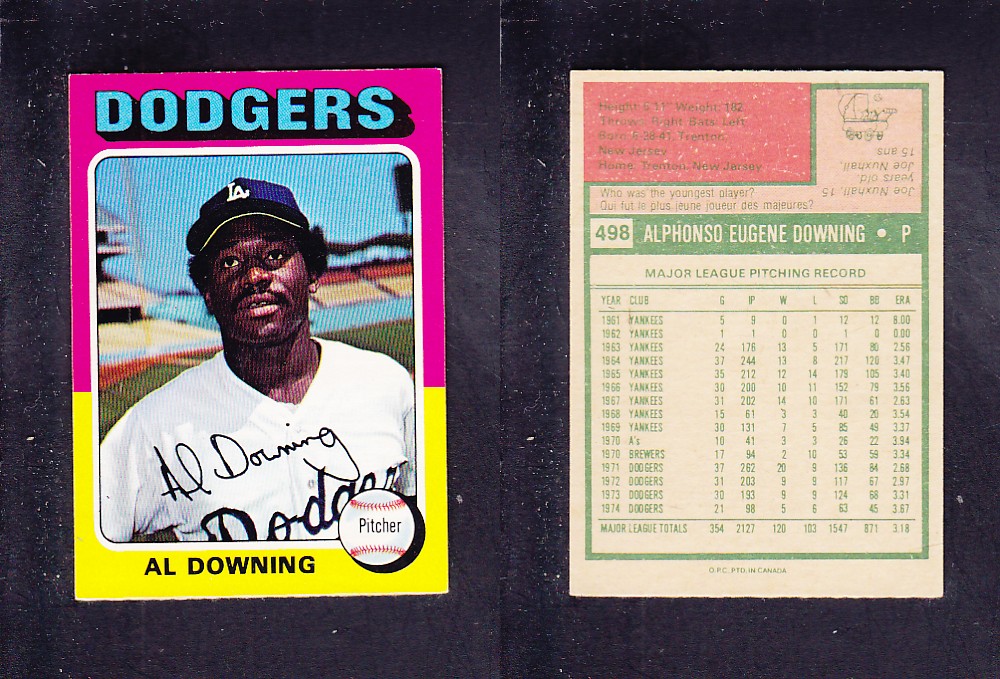 DODGERS
LA
Al Downing
Dodgers
Pitcher
AL DOWNING
Height: 5-11 Weight: 182
Throws: Right Bats: Left
Born 6-28-41, Trenton,
New Jersey
Home: Trenton, New Jersey
Joe Nuxhall, 15
years old.
Joe Nuxhall,
15 ans
Who was the youngest player?
Qui fut le plus jeune joueur des majeures?
498 ALPHONSO EUGENE DOWNING • P
MAJOR LEAGUE PITCHING RECORD
YEAR CLUB G IP W L SO BB ERA
1961 YANKEES 5 9 0 1 12 12 8.00
1962 YANKEES 1 1 0 0 1 0 0.00
1963 YANKEES 24 176 13 5 171 80 2.56
1964 YANKEES 37 244 13 8 217 120 3.47
1965 YANKEES 35 212 12 14 179 105 3.40
1966 YANKEES 30 200 10 11 152 79 3.56
1967 YANKEES 31 202 14 10 171 61 2.63
1968 YANKEES 15 61 3 3 40 20 3.54
1969 YANKEES 30 131 7 5 85 49 3.37
1970 A's 10 41 3 3 26 22 3.94
1970 BREWERS 17 94 2 10 53 59 3.34
1971 DODGERS 37 262 20 9 136 84 2.68
1972 DODGERS 31 203 9 9 117 67 2.97
1973 DODGERS 30 193 9 9 124 68 3.31
1974 DODGERS 21 98 5 6 63 45 3.67
MAJOR LEAGUE TOTALS 354 2127 120 103 1547 871 3.18
O.P.C. PTD. IN CANADA